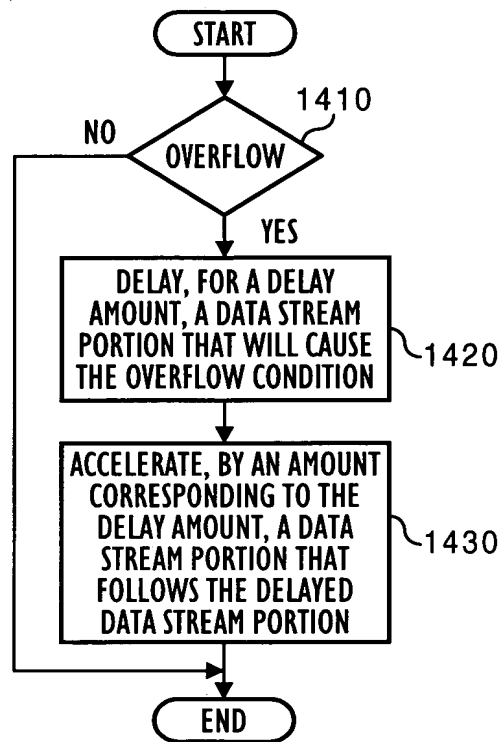 START
1410
NO
OVERFLOW
YES
DELAY, FOR A DELAY
AMOUNT, A DATA STREAM
PORTION THAT WILL CAUSE
THE OVERFLOW CONDITION
1420
ACCELERATE, BY AN AMOUNT
CORRESPONDING TO THE
DELAY AMOUNT, A DATA
STREAM PORTION THAT
FOLLOWS THE DELAYED
DATA STREAM PORTION
1430
END